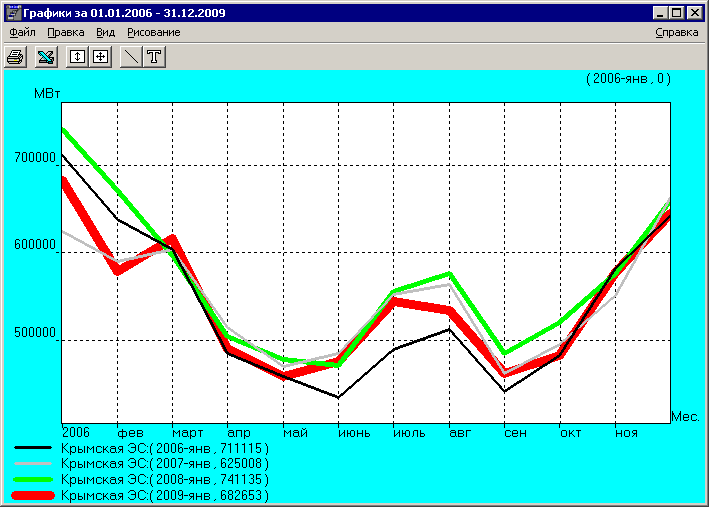 Графики за 01.01.2006 - 31.12.2009
Файл Правка Вид Рисование Справка
( 2006-янв , 0 )
МВт
700000
600000
500000
Мес.
2006 фев март апр май июнь июль авг сен окт ноя
Крымская ЭС:( 2006-янв , 711115 )
Крымская ЭС:( 2007-янв , 625008 )
Крымская ЭС:( 2008-янв , 741135 )
Крымская ЭС:( 2009-янв , 682653 )